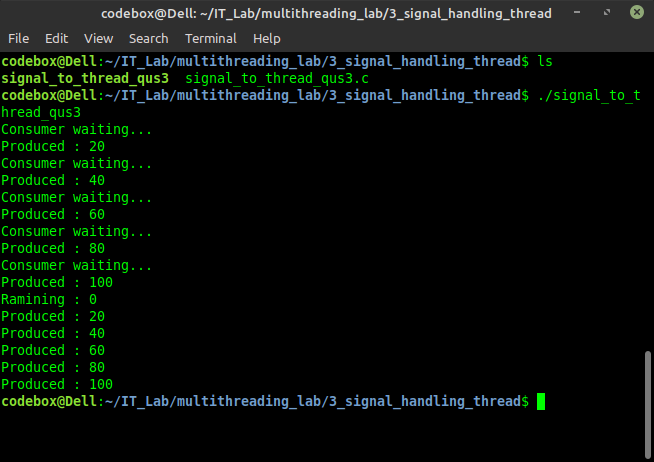 codebox@Dell: ~/IT_Lab/multithreading_lab/3_signal_handling_thread
File Edit View Search Terminal Help
codebox@Dell:~/IT_Lab/multithreading_lab/3_signal_handling_thread$ ls
signal_to_thread_qus3  signal_to_thread_qus3.c
codebox@Dell:~/IT_Lab/multithreading_lab/3_signal_handling_thread$ ./signal_to_t
hread_qus3
Consumer waiting...
Produced : 20
Consumer waiting...
Produced : 40
Consumer waiting...
Produced : 60
Consumer waiting...
Produced : 80
Consumer waiting...
Produced : 100
Ramining : 0
Produced : 20
Produced : 40
Produced : 60
Produced : 80
Produced : 100
codebox@Dell:~/IT_Lab/multithreading_lab/3_signal_handling_thread$